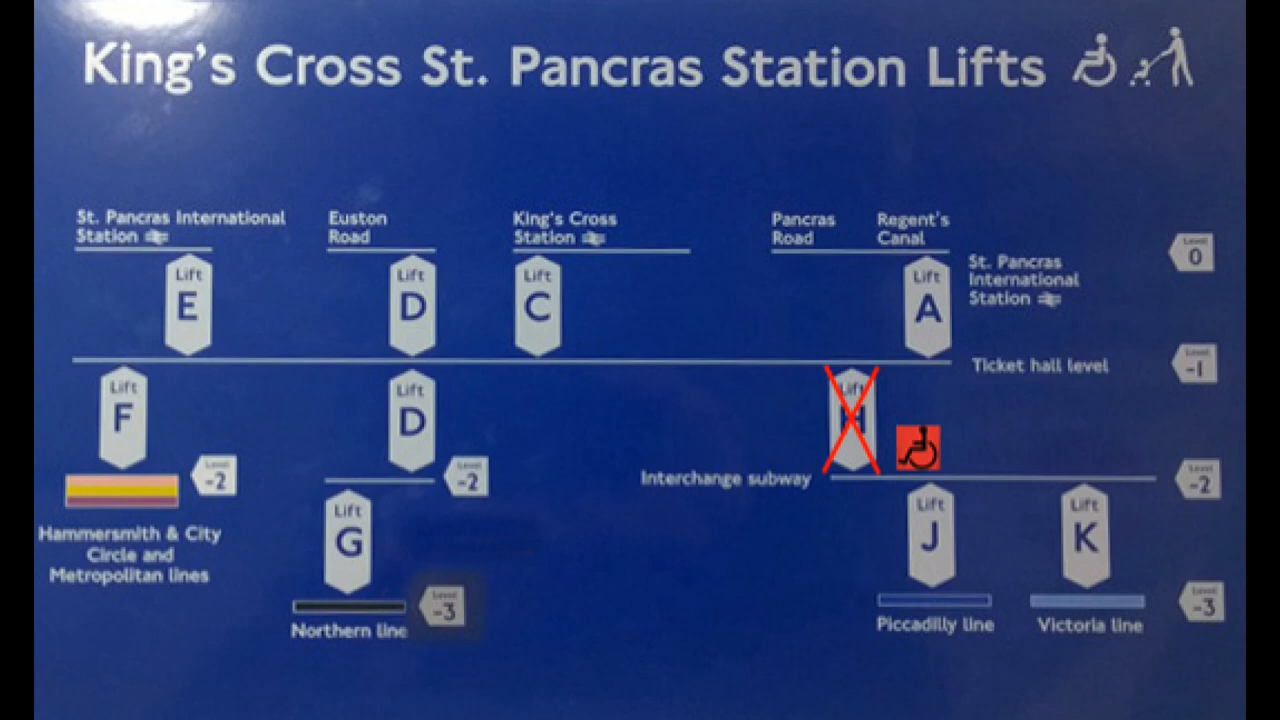 King's Cross St. Pancras Station Lifts
St. Pancras International
Station
Euston
Road
King's Cross
Station
Pancras
Road
Regent's
Canal
Level
0
Lift
E
Lift
D
Lift
C
Lift
A
St. Pancras
International
Station
Ticket hall level
Level
-1
Lift
F
Lift
D
Lift
H
Level
-2
Level
-2
Interchange subway
Level
-2
Hammersmith & City
Circle and
Metropolitan lines
Lift
G
Lift
J
Lift
K
Level
-3
Northern line
Piccadilly line
Victoria line
Level
-3